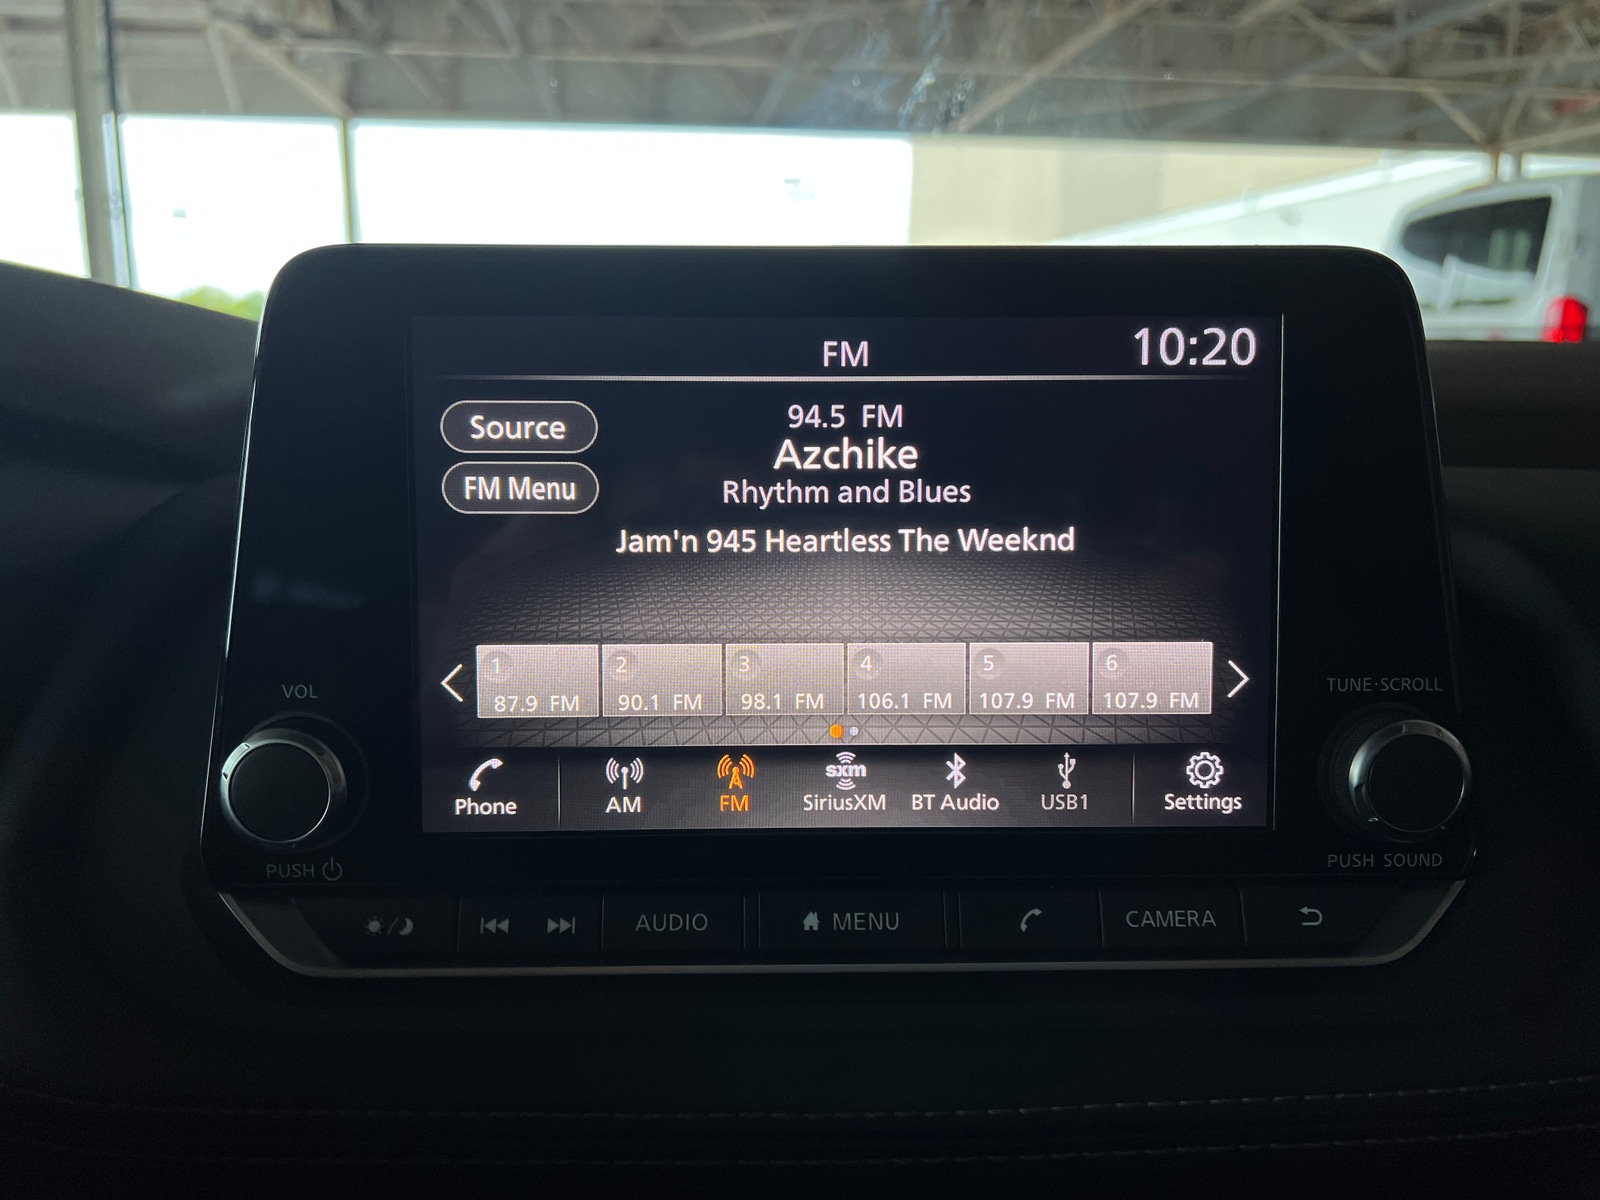 FM
10:20
Source
94.5 FM
Azchike
FM Menu
Rhythm and Blues
Jam'n 945 Heartless The Weeknd
1 2 3 4 5 6
87.9 FM 90.1 FM 98.1 FM 106.1 FM 107.9 FM 107.9 FM
VOL
TUNE·SCROLL
sxm
Phone AM FM SiriusXM BT Audio USB1 Settings
PUSH
PUSH SOUND
AUDIO MENU CAMERA